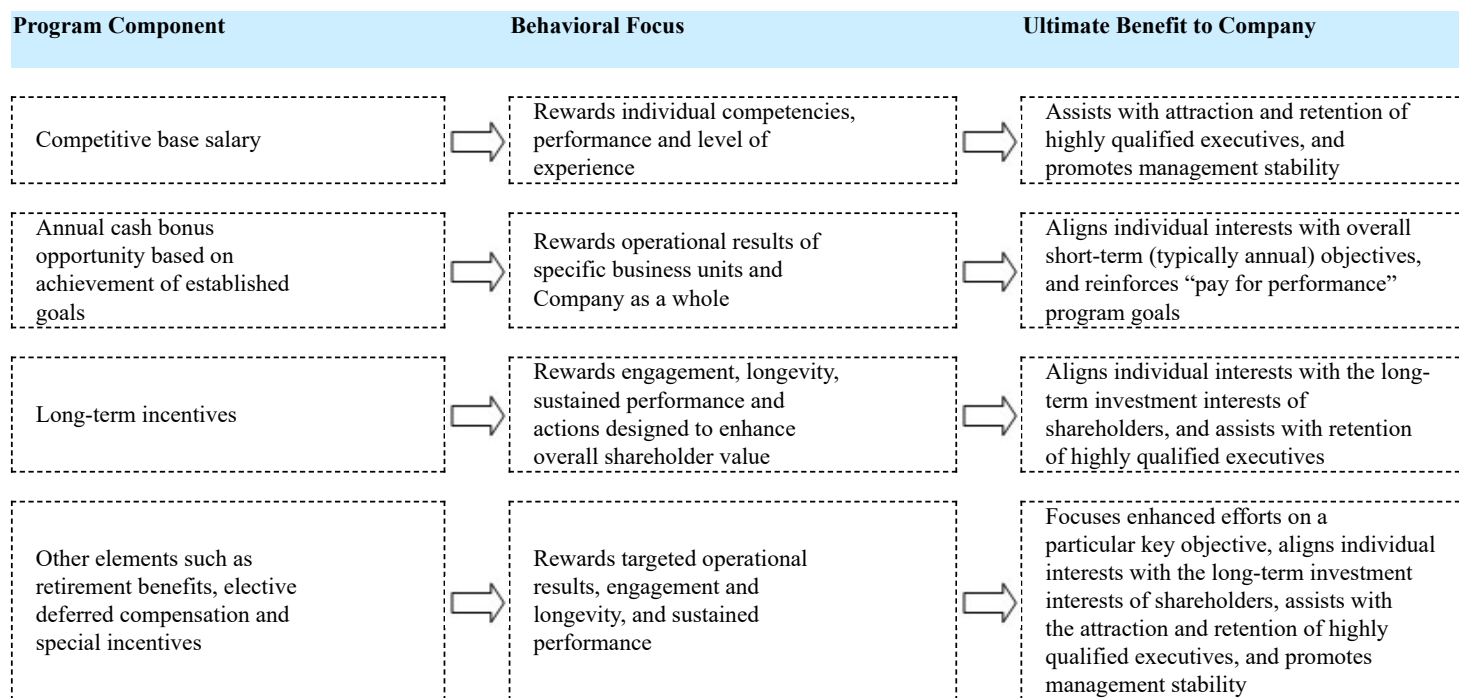 Program Component
Behavioral Focus
Ultimate Benefit to Company
Competitive base salary
Rewards individual competencies,
performance and level of
experience
Assists with attraction and retention of
highly qualified executives, and
promotes management stability
Annual cash bonus
opportunity based on
achievement of established
goals
Rewards operational results of
specific business units and
Company as a whole
Aligns individual interests with overall
short-term (typically annual) objectives,
and reinforces “pay for performance”
program goals
Long-term incentives
Rewards engagement, longevity,
sustained performance and
actions designed to enhance
overall shareholder value
Aligns individual interests with the long-
term investment interests of
shareholders, and assists with retention
of highly qualified executives
Other elements such as
retirement benefits, elective
deferred compensation and
special incentives
Rewards targeted operational
results, engagement and
longevity, and sustained
performance
Focuses enhanced efforts on a
particular key objective, aligns individual
interests with the long-term investment
interests of shareholders, assists with
the attraction and retention of highly
qualified executives, and promotes
management stability